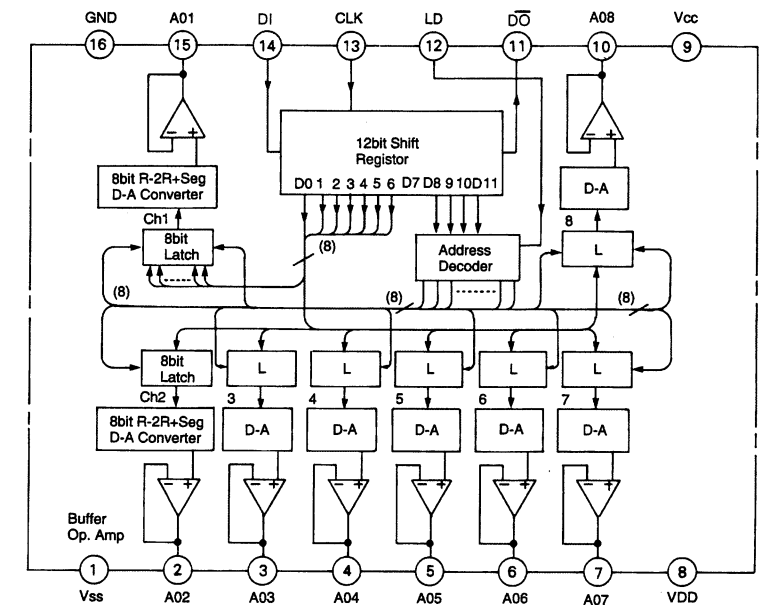 GND A01 DI CLK LD D̅O̅ A08 Vcc
16 15 14 13 12 11 10 9
12bit Shift
Registor
D0 1 2 3 4 5 6 D7 D8 9 10D 11
- +
- +
8bit R-2R+Seg
D-A Converter
D-A
Ch1
8
8bit
Latch
(8)
Address
Decoder
L
(8) (8) (8)
8bit
Latch
L L L L L
Ch2 3 4 5 6 7
8bit R-2R+Seg
D-A Converter
D-A D-A D-A D-A D-A
- + - + - + - + - + - +
Buffer
Op. Amp
1 2 3 4 5 6 7 8
Vss A02 A03 A04 A05 A06 A07 VDD